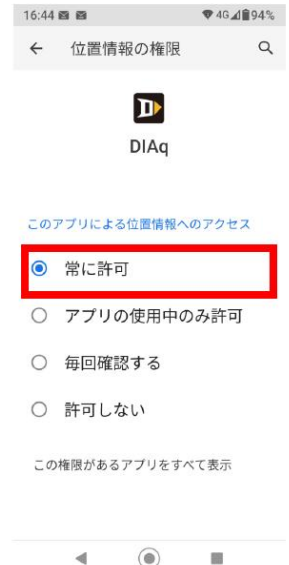 16:44 4G 94%
位置情報の権限
DIAq
このアプリによる位置情報へのアクセス
常に許可
アプリの使用中のみ許可
毎回確認する
許可しない
この権限があるアプリをすべて表示